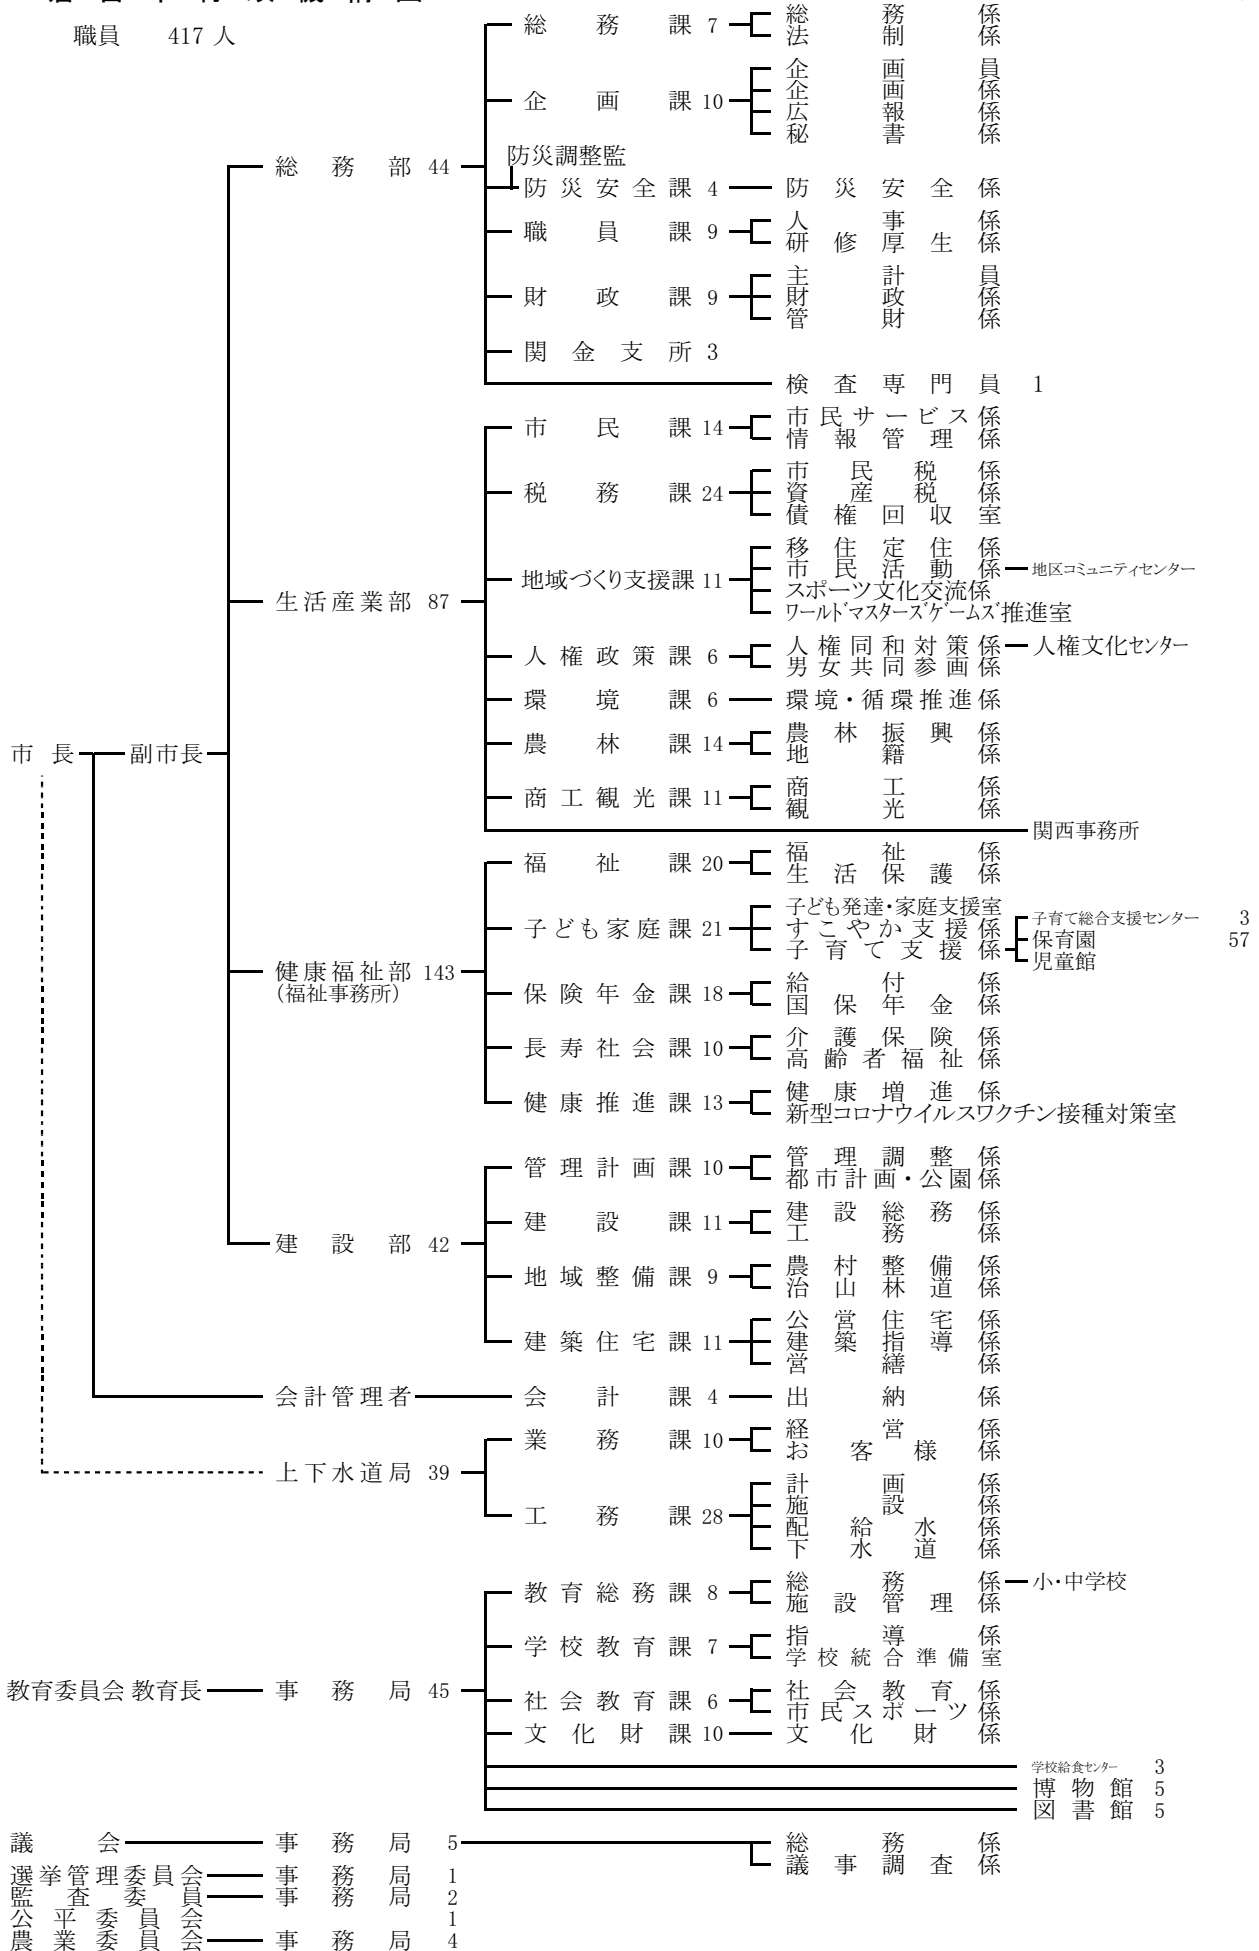 職員 417 人
総務課 7 総務係
法制係
企画員
企画課 10 企画係
広報係
秘書係
防災調整監
総務部 44
防災安全課 4 防災安全係
職員課 9 人事係
研修厚生係
主計員
財政課 9 財政係
管財係
関金支所 3
検査専門員 1
市民課 14 市民サービス係
情報管理係
市民税係
税務課 24 資産税係
債権回収室
移住定住係
市民活動係 地区コミュニティセンター
地域づくり支援課 11 スポーツ文化交流係
ワールドマスターズゲームズ推進室
生活産業部 87
人権政策課 6 人権同和対策係 人権文化センター
男女共同参画係
環境課 6 環境・循環推進係
農林課 14 農林振興係
地籍係
市長 副市長
商工観光課 11 商工係
観光係
関西事務所
福祉課 20 福祉係
生活保護係
子ども発達・家庭支援室
子ども家庭課 21 すこやか支援係 子育て総合支援センター 3
子育て支援係 保育園 57
児童館
健康福祉部 143
(福祉事務所)
保険年金課 18 給付係
国保年金係
長寿社会課 10 介護保険係
高齢者福祉係
健康推進課 13 健康増進係
新型コロナウイルスワクチン接種対策室
管理計画課 10 管理調整係
都市計画・公園係
建設課 11 建設総務係
工務係
建設部 42
地域整備課 9 農村整備係
治山林道係
公営住宅係
建築住宅課 11 建築指導係
営繕係
会計管理者 会計課 4 出納係
業務課 10 経営係
お客様係
上下水道局 39
計画係
工務課 28 施設係
配給水係
下水道係
教育総務課 8 総務係 小・中学校
施設管理係
学校教育課 7 指導係
学校統合準備室
教育委員会 教育長 事務局 45
社会教育課 6 社会教育係
市民スポーツ係
文化財課 10 文化財係
学校給食センター 3
博物館 5
図書館 5
議会 事務局 5 総務係
議事調査係
選挙管理委員会 事務局 1
監査委員 事務局 2
公平委員会 1
農業委員会 事務局 4